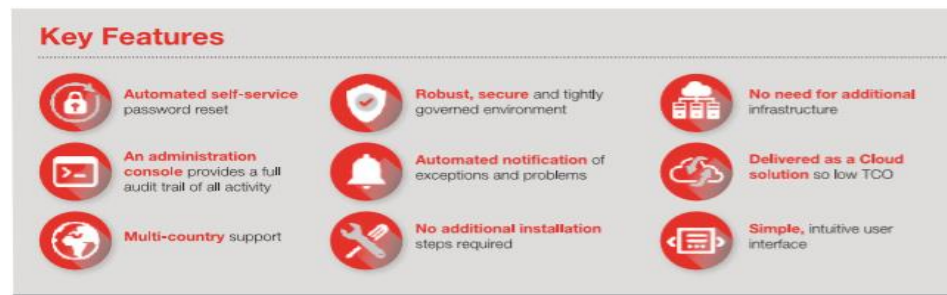 Key Features
Automated self-service
password reset
Robust, secure and tightly
governed environment
No need for additional
infrastructure
An administration
console provides a full
audit trail of all activity
Automated notification of
exceptions and problems
Delivered as a Cloud
solution so low TCO
Multi-country support
No additional installation
steps required
Simple, intuitive user
interface